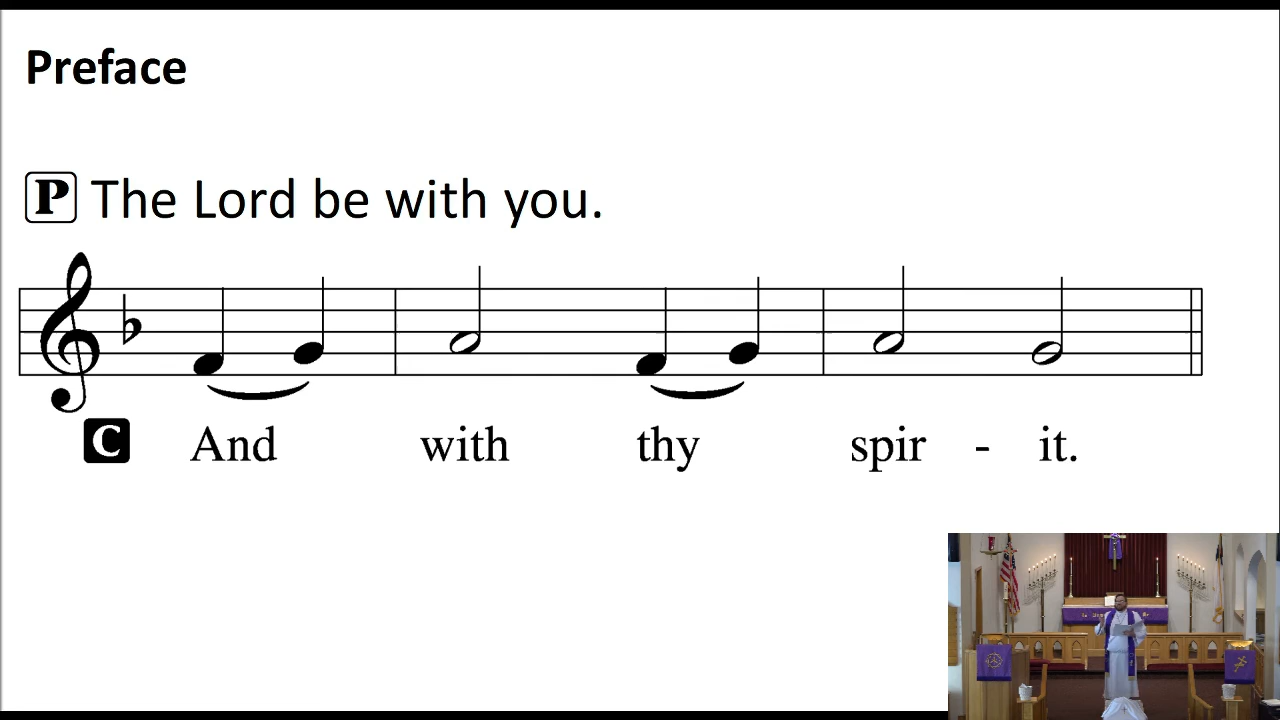 Preface
P The Lord be with you.
C And with thy spir - it.